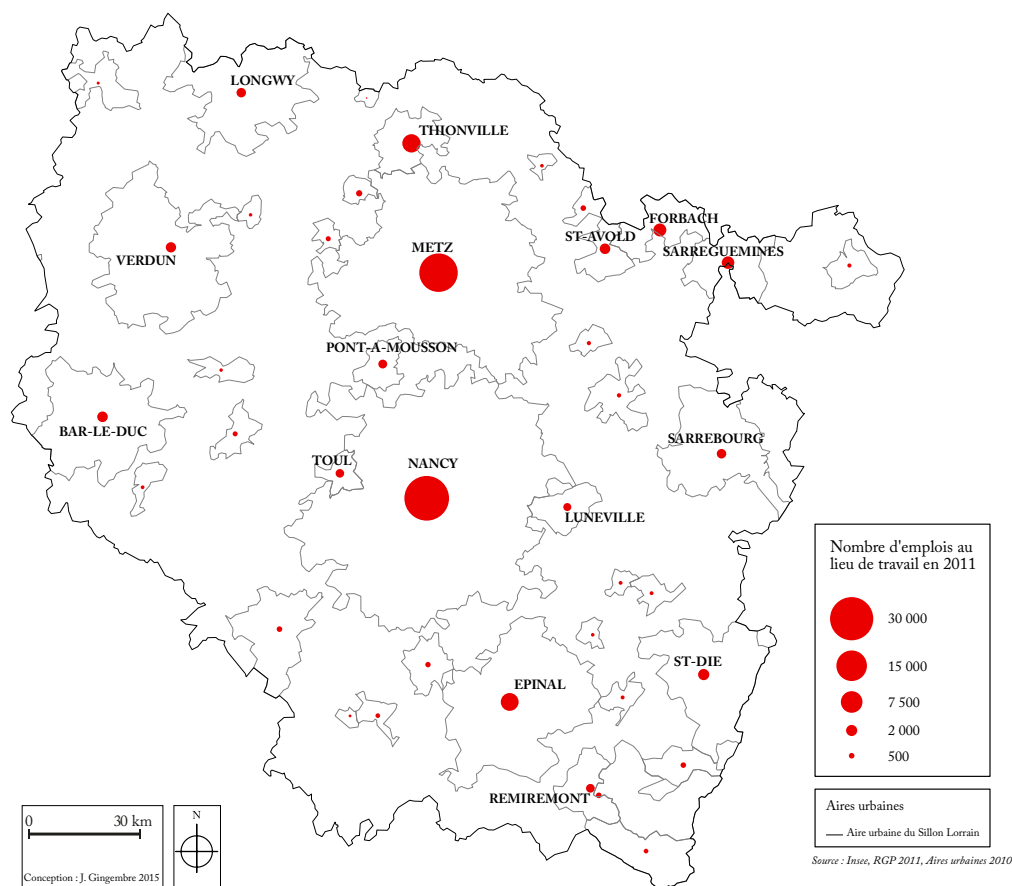 LONGWY
THIONVILLE
FORBACH
ST-AVOLD
METZ
SARREGUEMINES
VERDUN
PONT-A-MOUSSON
BAR-LE-DUC
SARREBOURG
TOUL
NANCY
LUNEVILLE
ST-DIE
EPINAL
REMIREMONT
Nombre d'emplois au
lieu de travail en 2011
30 000
15 000
7 500
2 000
500
Aires urbaines
Aire urbaine du Sillon Lorrain
Source : Insee, RGP 2011, Aires urbaines 2010
0 30 km
Conception : J. Gingembre 2015
N